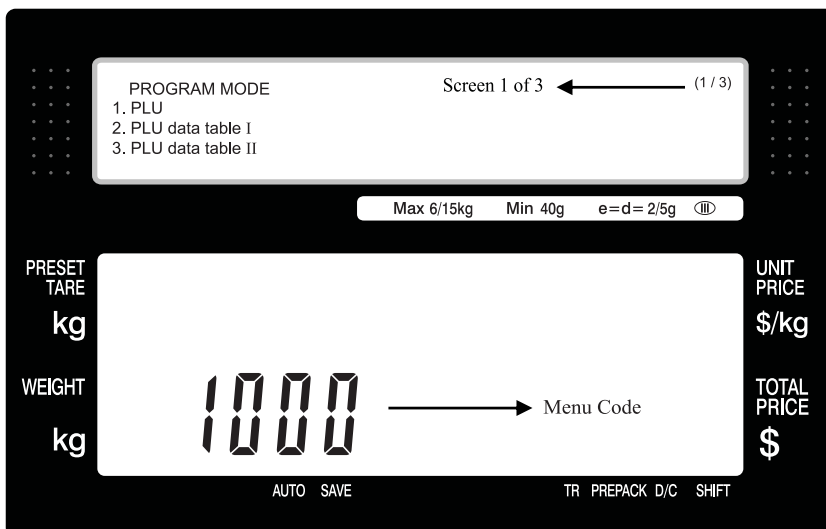 PROGRAM MODE
Screen 1 of 3
(1 / 3)
1. PLU
2. PLU data table I
3. PLU data table II
Max 6/15kg Min 40g e=d= 2/5g III
PRESET
TARE
kg
UNIT
PRICE
$/kg
WEIGHT
kg
1000
Menu Code
TOTAL
PRICE
$
AUTO SAVE TR PREPACK D/C SHIFT